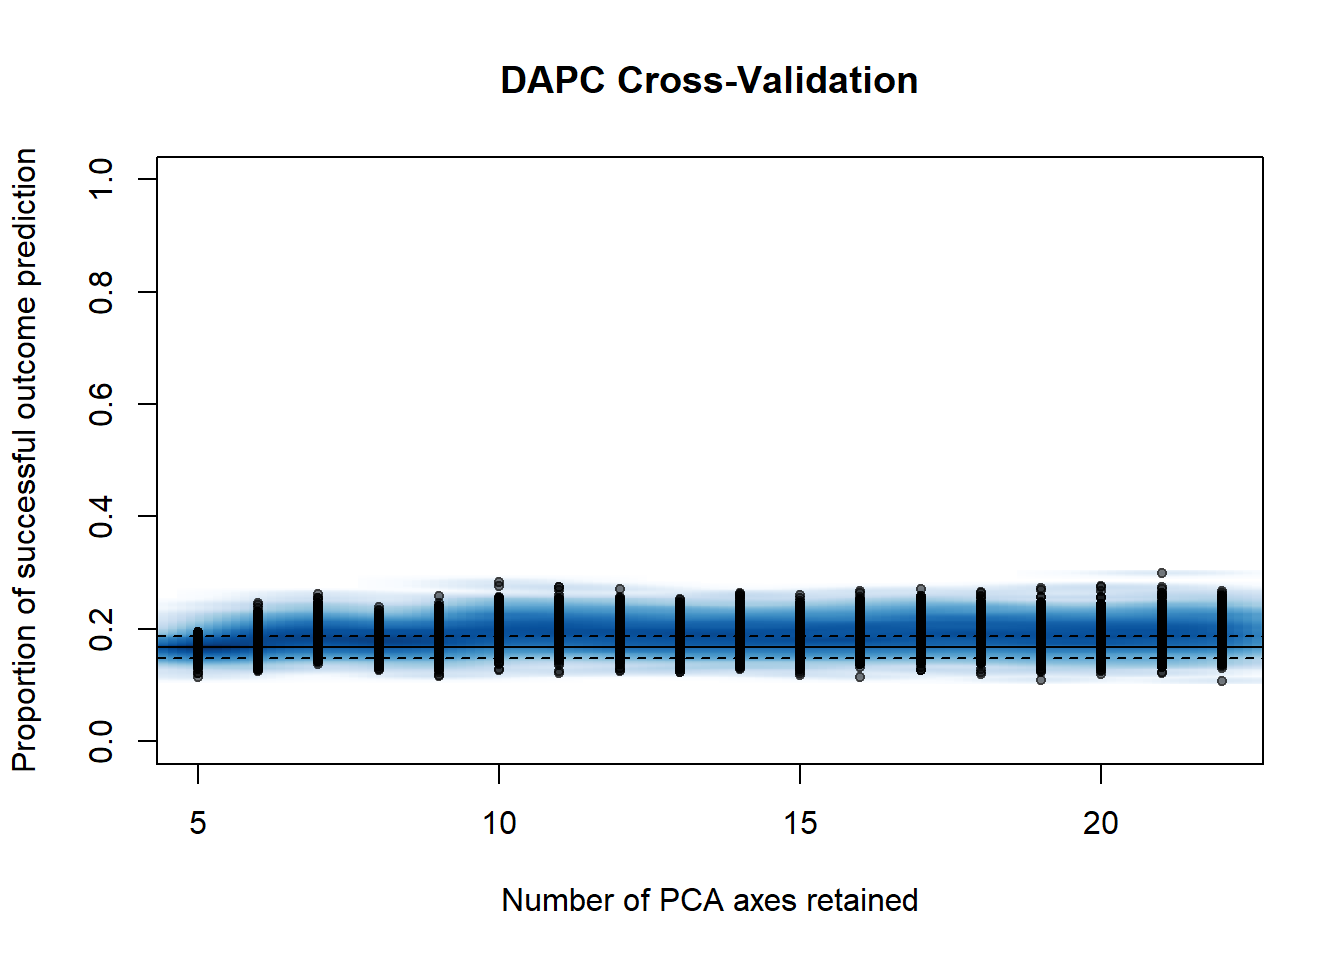 DAPC Cross-Validation
Proportion of successful outcome prediction
1.0
0.8
0.6
0.4
0.2
0.0
5 10 15 20
Number of PCA axes retained